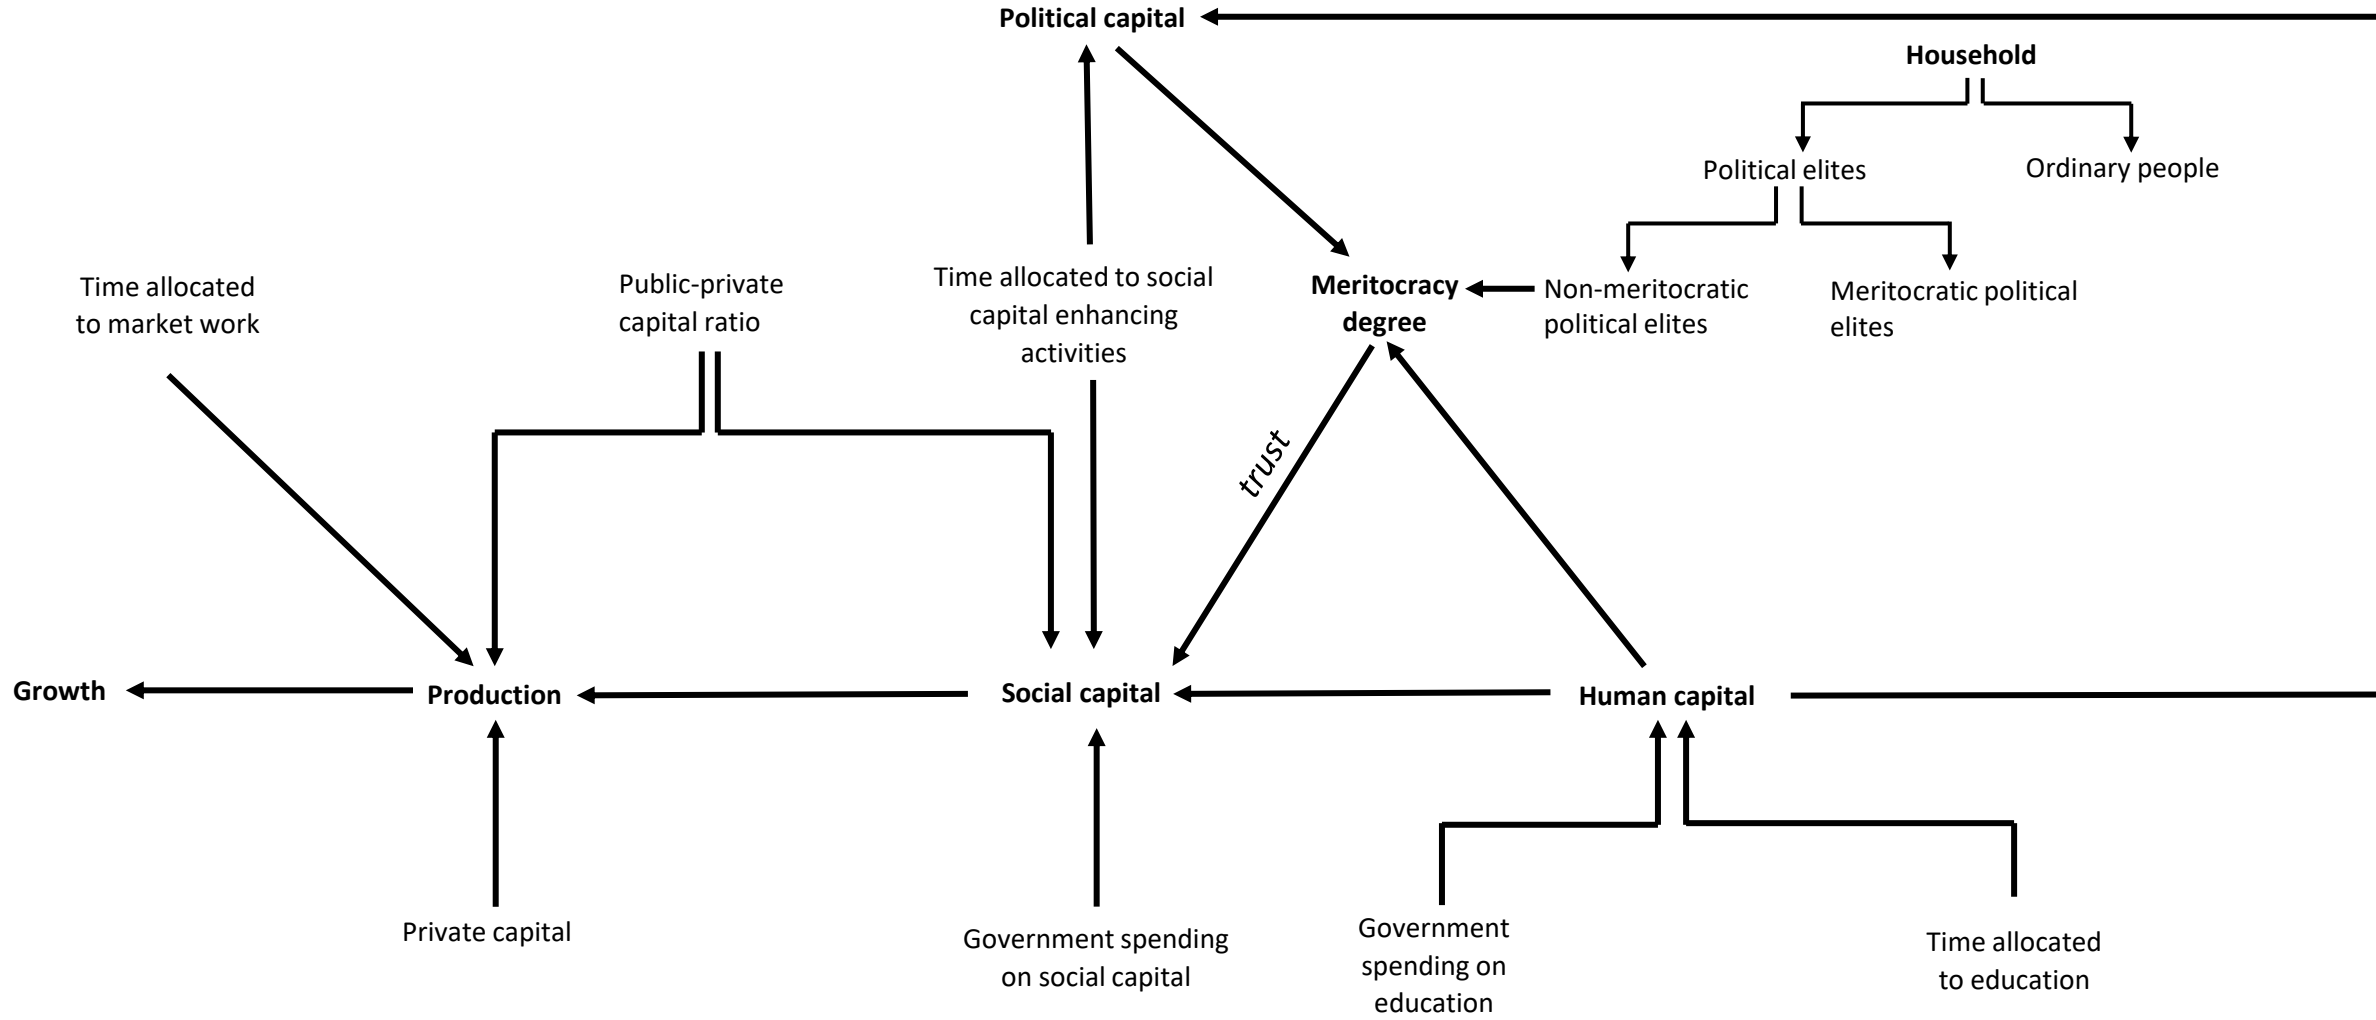 Political capital
Household
Political elites
Ordinary people
Time allocated
to market work
Public-private
capital ratio
Time allocated to social
capital enhancing
activities
Meritocracy
degree
Non-meritocratic
political elites
Meritocratic political
elites
trust
Growth
Production
Social capital
Human capital
Private capital
Government spending
on social capital
Government
spending on
education
Time allocated
to education